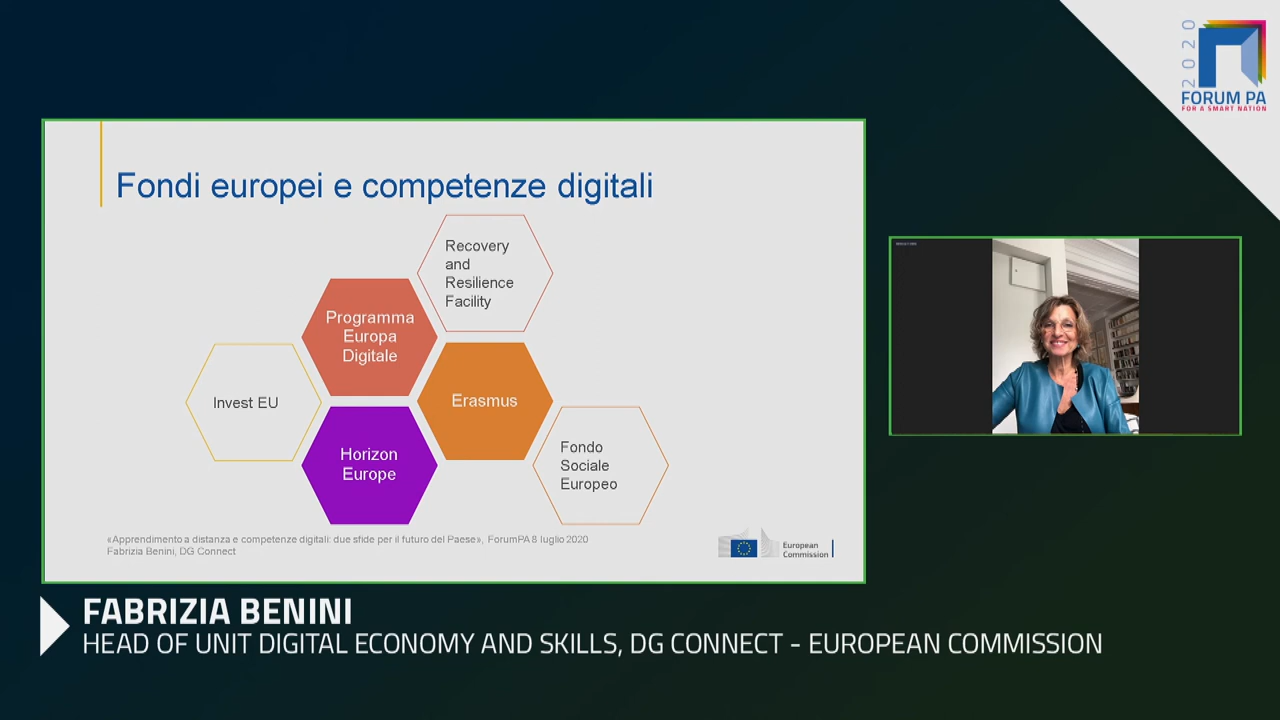 2020
FORUM PA
FOR A SMART NATION
Fondi europei e competenze digitali
Recovery
and
Resilience
Facility
Programma
Europa
Digitale
Invest EU
Erasmus
Horizon
Europe
Fondo
Sociale
Europeo
«Apprendimento a distanza e competenze digitali: due sfide per il futuro del Paese», ForumPA 8 luglio 2020
Fabrizia Benini, DG Connect
European
Commission
FABRIZIA BENINI
HEAD OF UNIT DIGITAL ECONOMY AND SKILLS, DG CONNECT - EUROPEAN COMMISSION